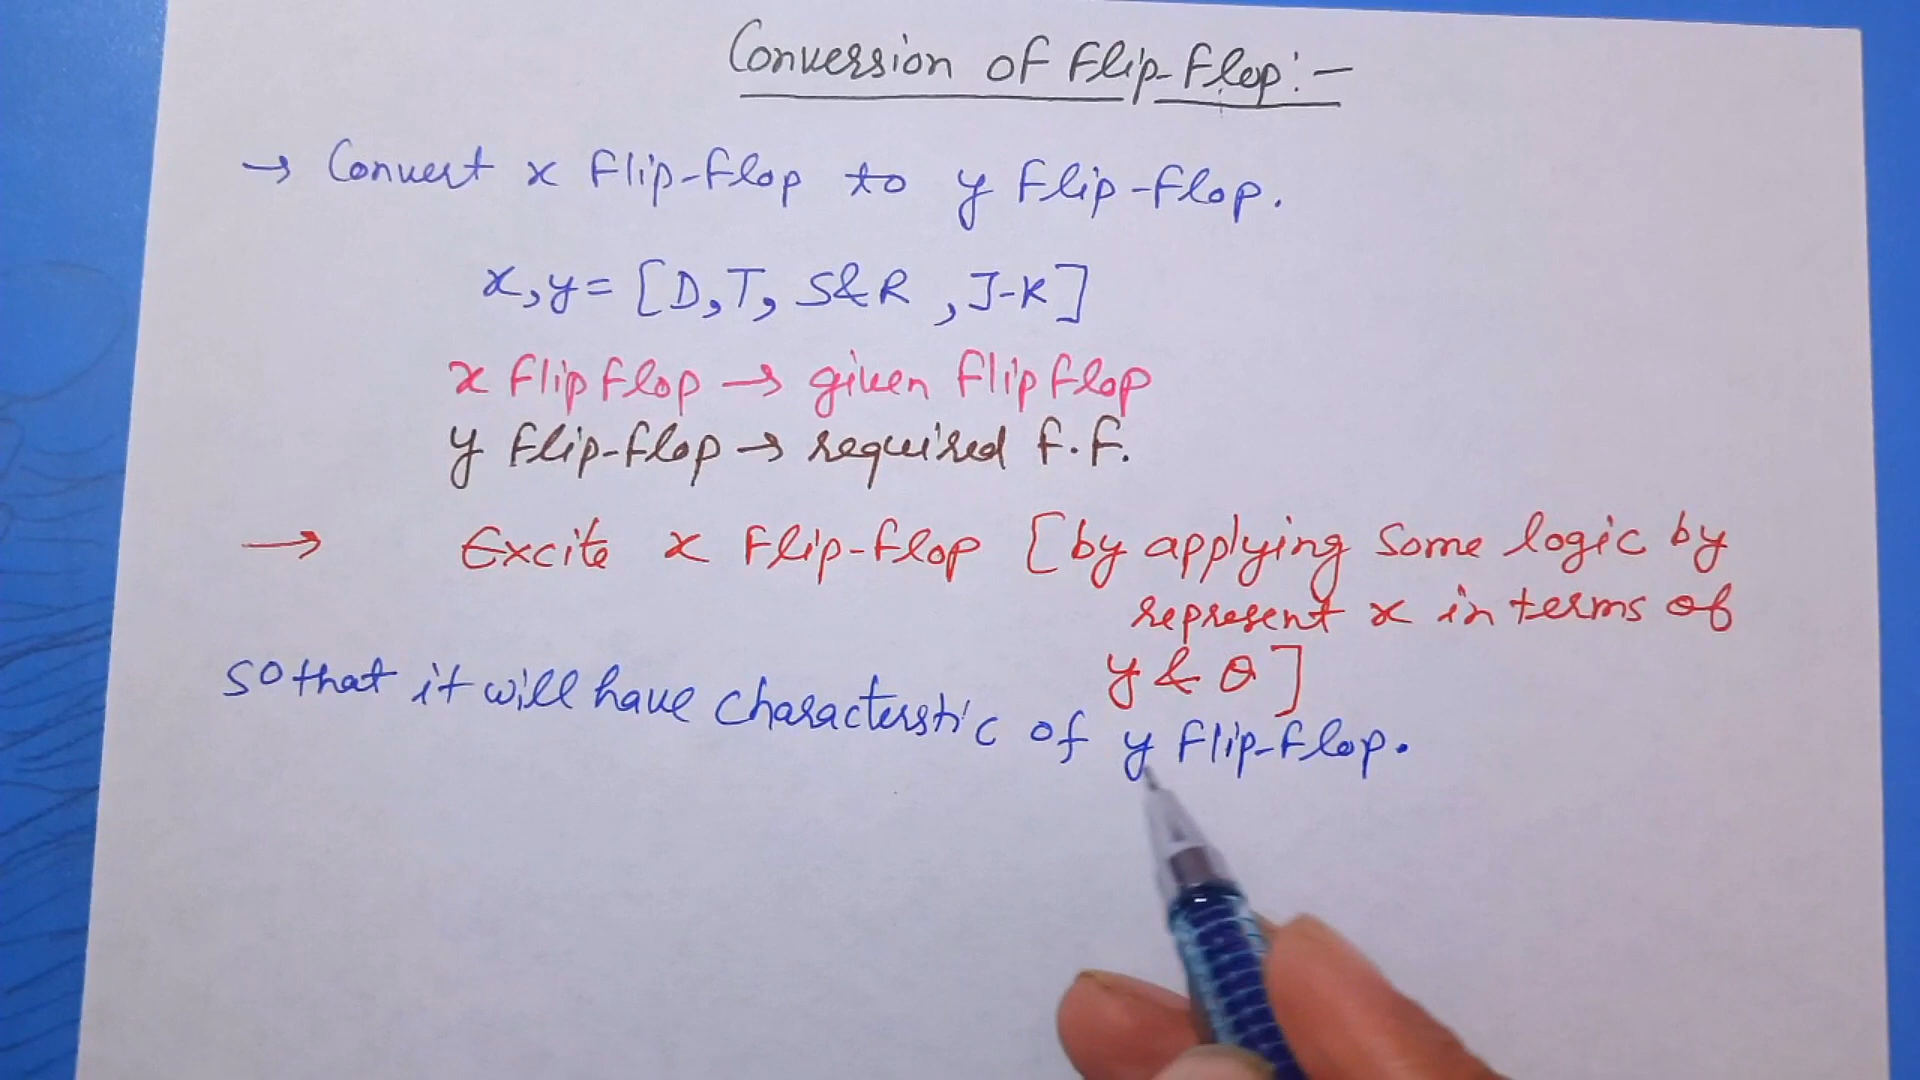 Conversion of Flip-Flop:-
→ Convert x Flip-Flop to y Flip-Flop.
x,y = [D, T, S&R , J-K]
x Flip Flop → given Flip Flop
y Flip-Flop → required F.F.
→ Excite x Flip-Flop [by applying some logic by
represent x in terms of
y & Q]
so that it will have characterstic of y Flip-Flop.